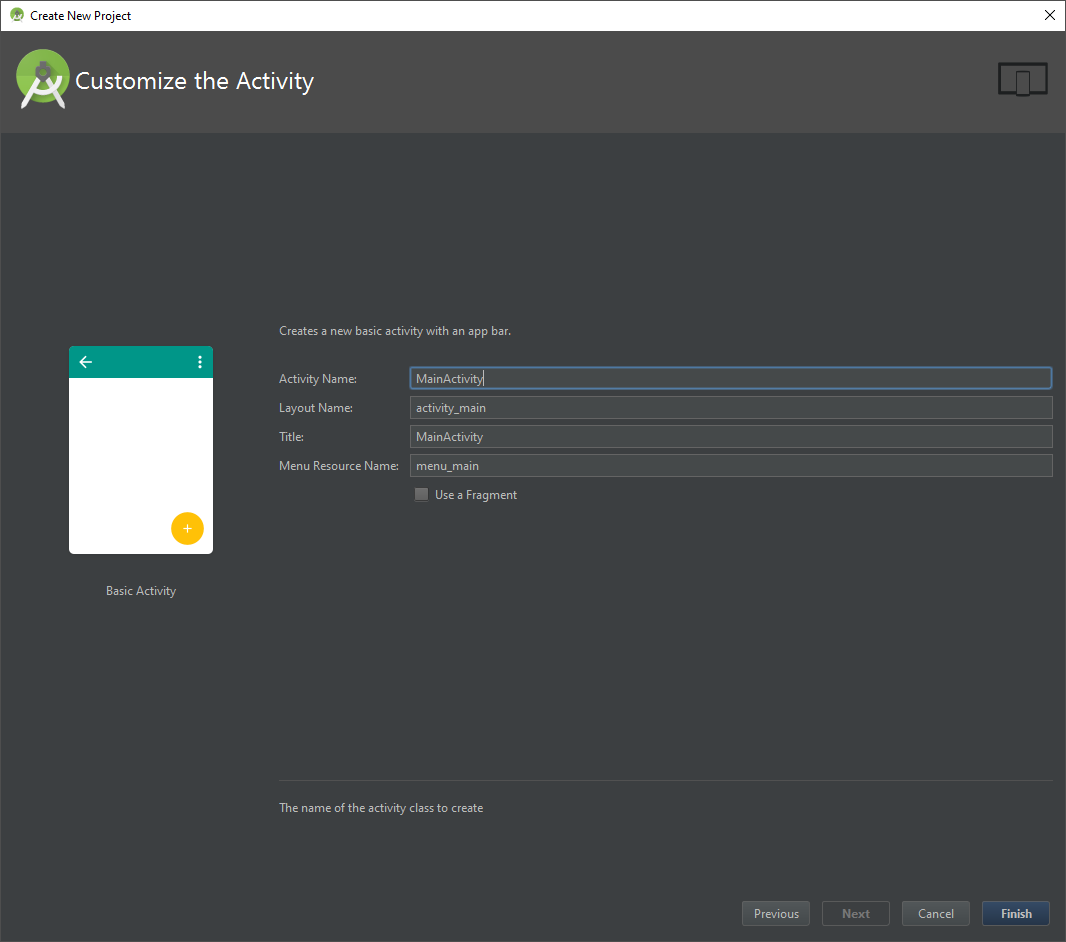 Create New Project
Customize the Activity
Creates a new basic activity with an app bar.
Activity Name: MainActivity
Layout Name: activity_main
Title: MainActivity
Menu Resource Name: menu_main
Use a Fragment
Basic Activity
The name of the activity class to create
Previous Next Cancel Finish